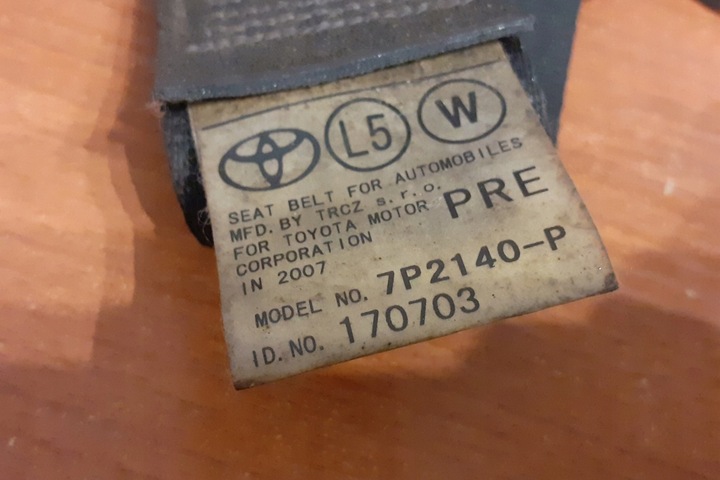 L5 W
SEAT BELT FOR AUTOMOBILES
MFD. BY TRCZ s. r. o.
FOR TOYOTA MOTOR PRE
CORPORATION
IN 2007
MODEL NO. 7P2140-P
ID. NO. 170703